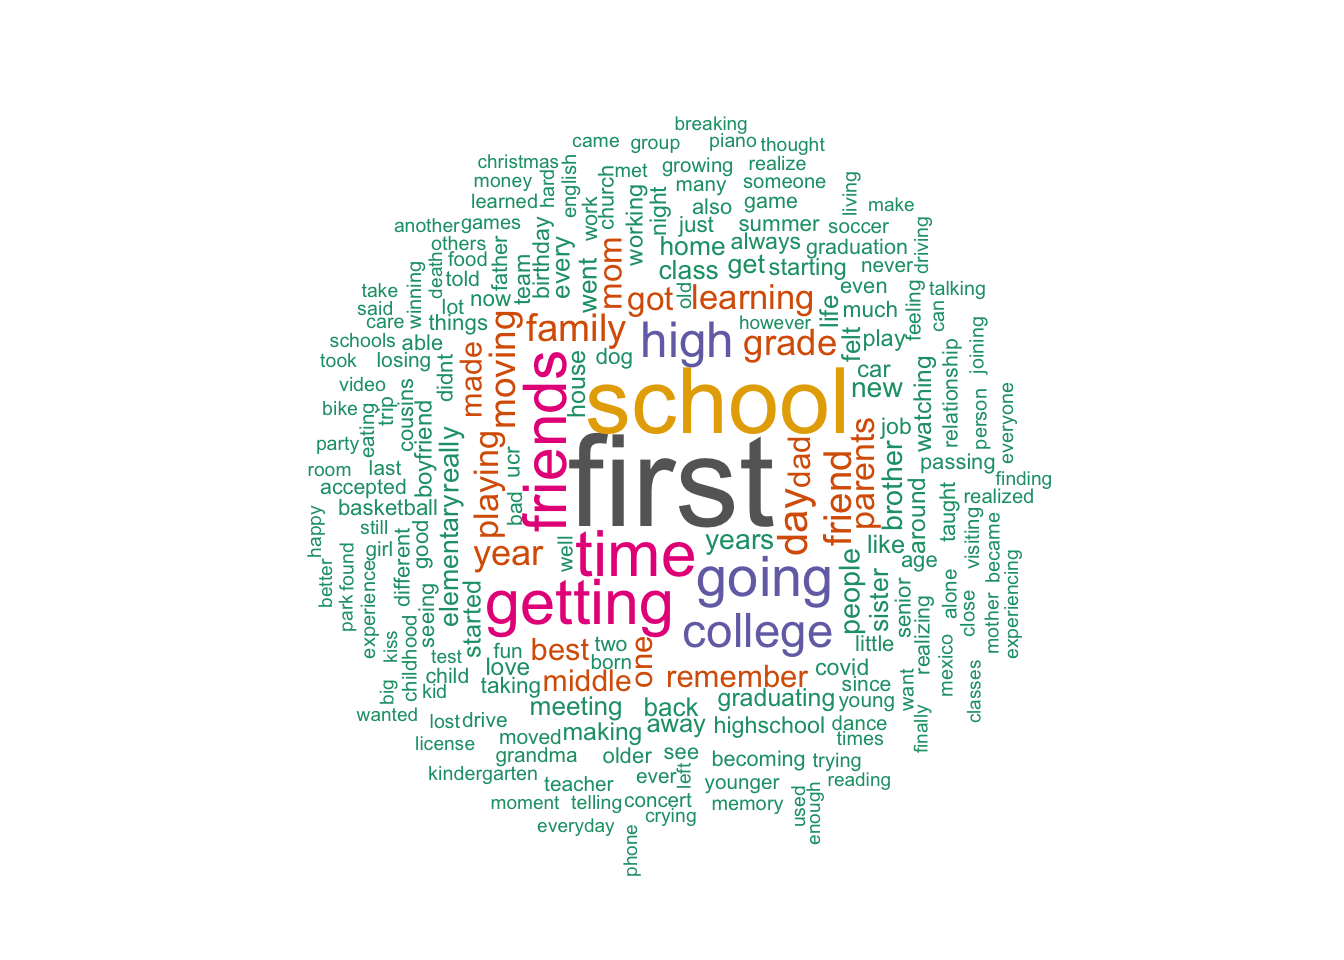 breaking
came
group
piano
thought
christmas
english
hard
met
growing
realize
money
many
someone
living
learned
work
church
working
night
also
game
make
another
games
just
summer
soccer
driving
others
father
birthday
every
went
mom
home
always
graduation
food
death
team
class
get
starting
never
told
take
winning
now
got
old
learning
even
feeling
talking
said
lot
life
much
can
care
things
moving
family
high
however
grade
felt
play
joining
schools
able
made
dog
relationship
took
losing
didnt
friends
house
school
car
new
watching
video
trip
cousins
job
person
everyone
bike
eating
boyfriend
really
playing
ucr
first
day
dad
friend
parents
brother
party
room
last
passing
finding
accepted
bad
around
taught
realized
basketball
happy
still
good
elementary
year
well
time
years
like
visiting
girl
different
age
became
better
park
found
experience
getting
going
people
sister
alone
close
mother
experiencing
seeing
started
college
senior
childhood
kiss
realizing
little
fun
best
two
one
test
love
born
covid
mexico
child
taking
middle
remember
since
want
big
kid
graduating
young
classes
wanted
meeting
back
lost
drive
away
highschool
dance
finally
license
moved
making
times
grandma
older
see
becoming
trying
kindergarten
teacher
ever
left
younger
reading
moment
telling
concert
memory
used
enough
everyday
crying
phone